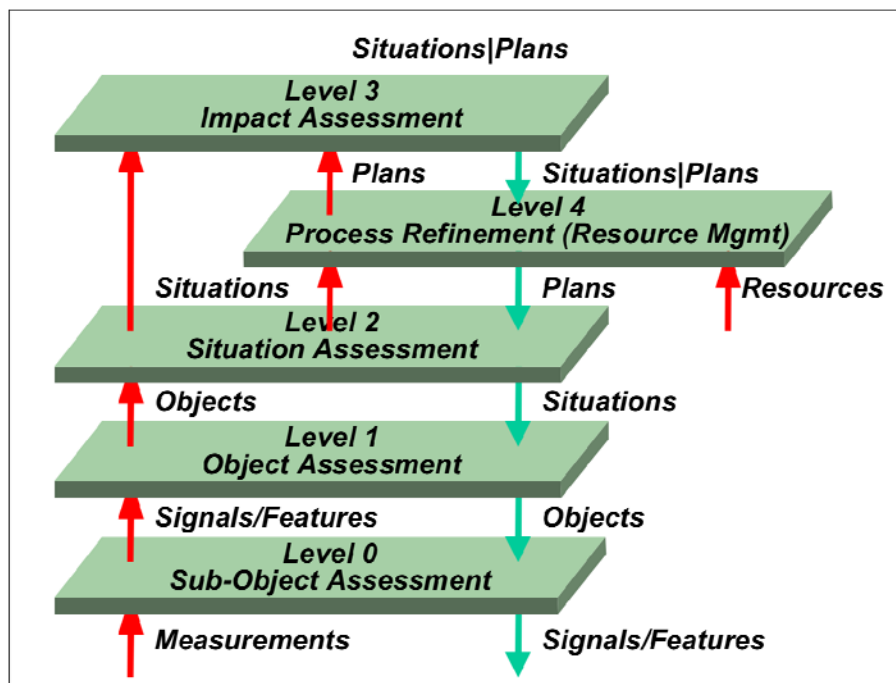 Situations|Plans
Level 3
Impact Assessment
Plans
Situations|Plans
Level 4
Process Refinement (Resource Mgmt)
Situations
Plans
Resources
Level 2
Situation Assessment
Objects
Situations
Level 1
Object Assessment
Signals/Features
Objects
Level 0
Sub-Object Assessment
Measurements
Signals/Features